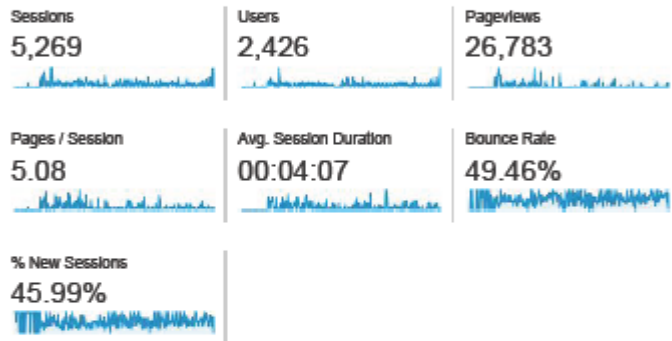 Sessions
5,269
Users
2,426
Pageviews
26,783
Pages / Session
5.08
Avg. Session Duration
00:04:07
Bounce Rate
49.46%
% New Sessions
45.99%